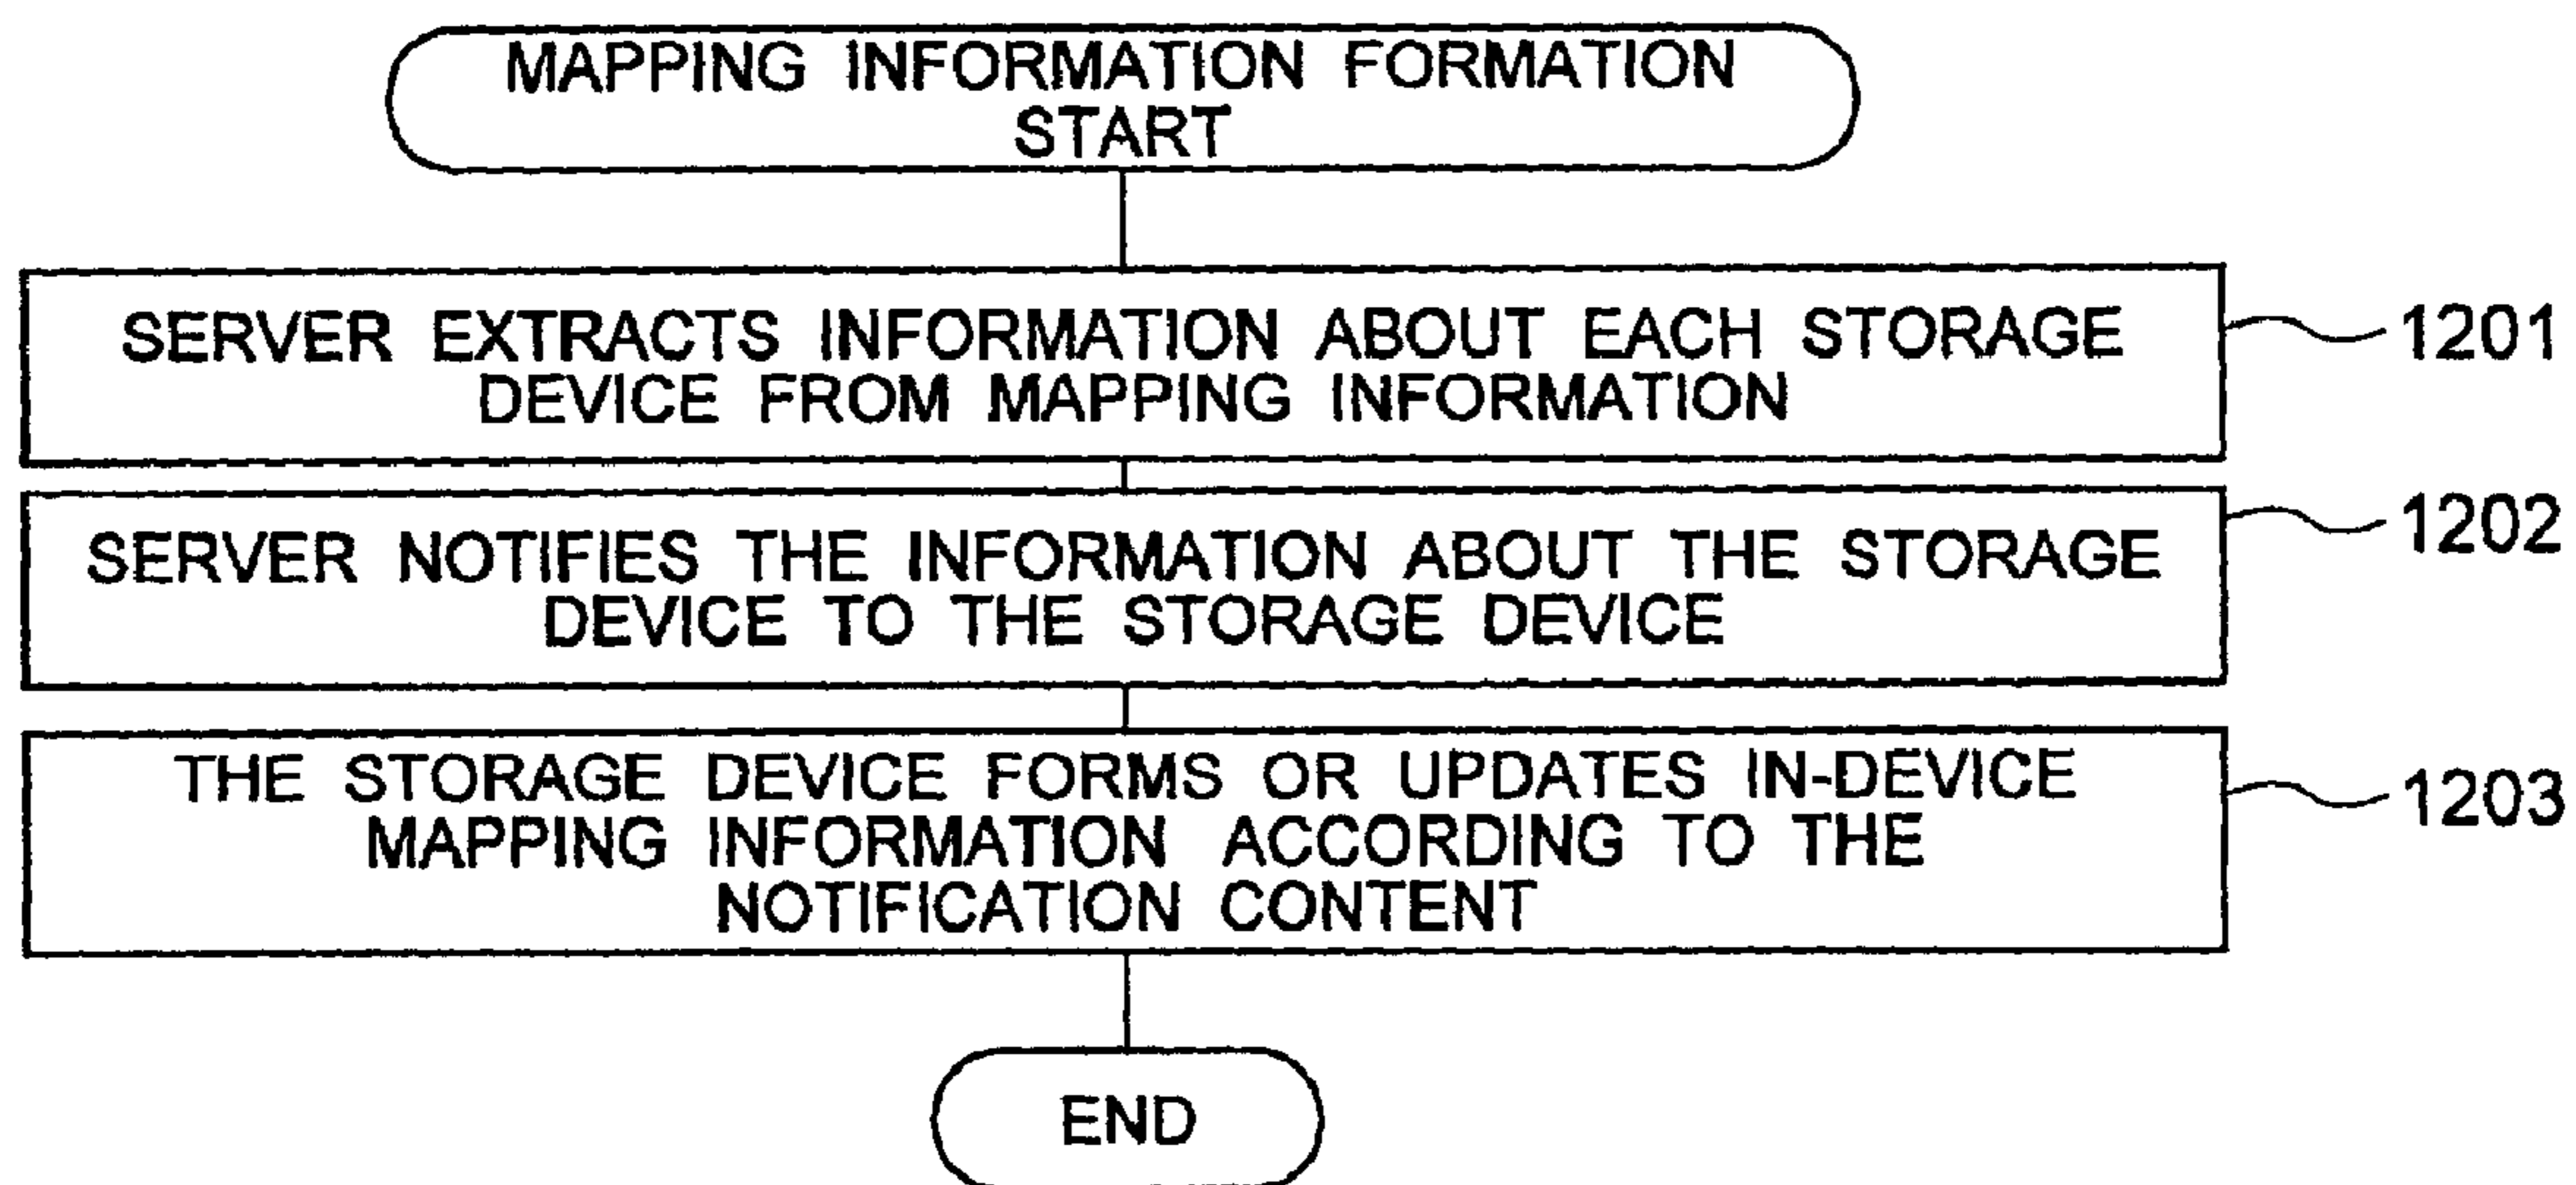 MAPPING INFORMATION FORMATION
START
SERVER EXTRACTS INFORMATION ABOUT EACH STORAGE
DEVICE FROM MAPPING INFORMATION
1201
SERVER NOTIFIES THE INFORMATION ABOUT THE STORAGE
DEVICE TO THE STORAGE DEVICE
1202
THE STORAGE DEVICE FORMS OR UPDATES IN-DEVICE
MAPPING INFORMATION ACCORDING TO THE
NOTIFICATION CONTENT
1203
END